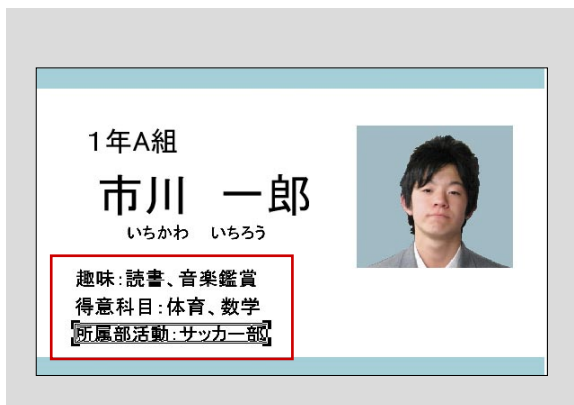 1年A組
市川　一郎
いちかわ　いちろう
趣味:読書、音楽鑑賞
得意科目:体育、数学
所属部活動:サッカー部